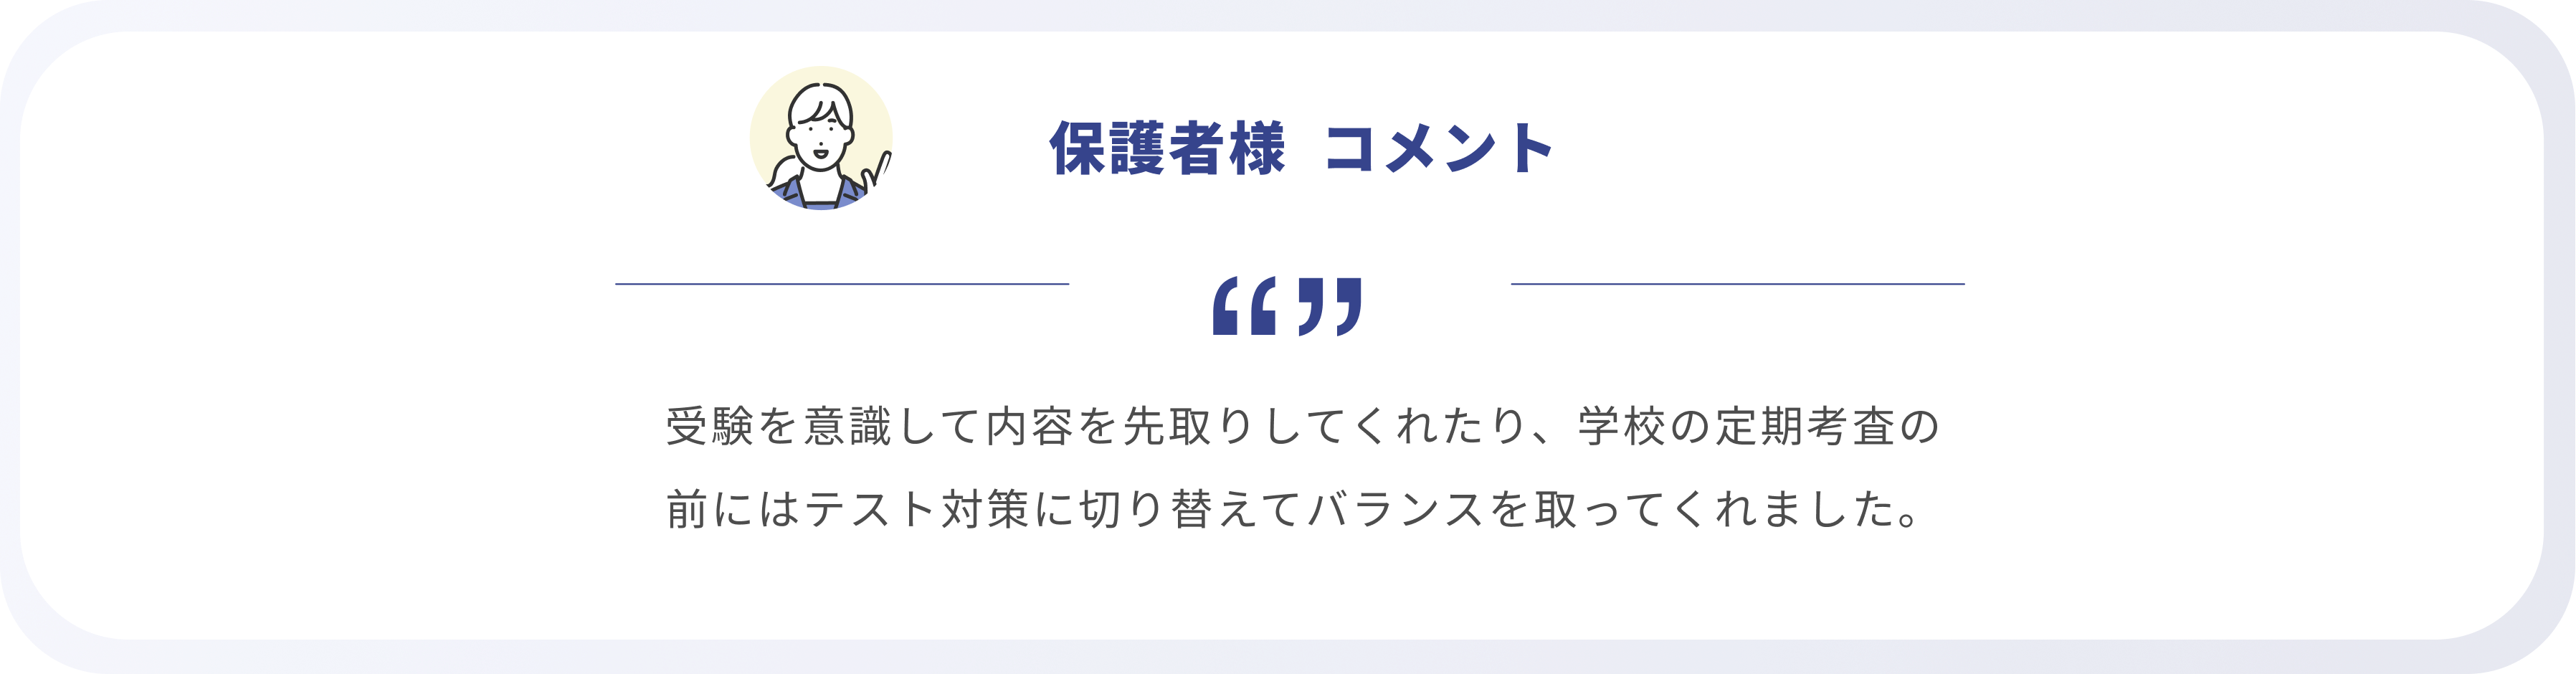 保護者様 コメント
“ ”
受験を意識して内容を先取りしてくれたり、学校の定期考査の
前にはテスト対策に切り替えてバランスを取ってくれました。